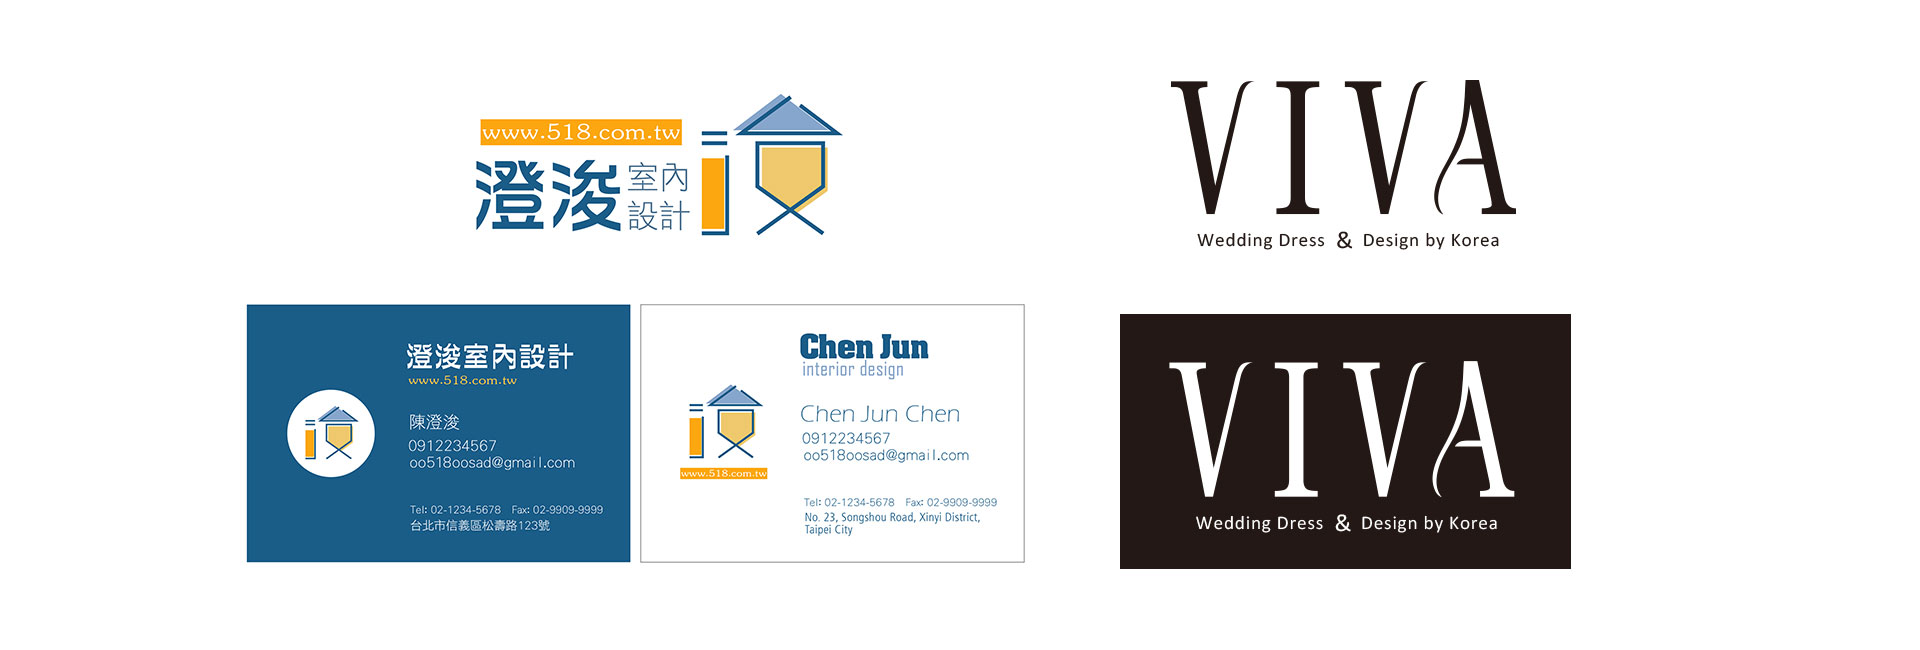 www.518.com.tw
澄浚 室內
設計
VIVA
Wedding Dress & Design by Korea
澄浚室內設計
www.518.com.tw
陳澄浚
0912234567
oo518oosad@gmail.com
Tel: 02-1234-5678 Fax: 02-9909-9999
台北市信義區松壽路123號
Chen Jun
interior design
Chen Jun Chen
0912234567
oo518oosad@gmail.com
www.518.com.tw
Tel: 02-1234-5678 Fax: 02-9909-9999
No. 23, Songshou Road, Xinyi District,
Taipei City
VIVA
Wedding Dress & Design by Korea